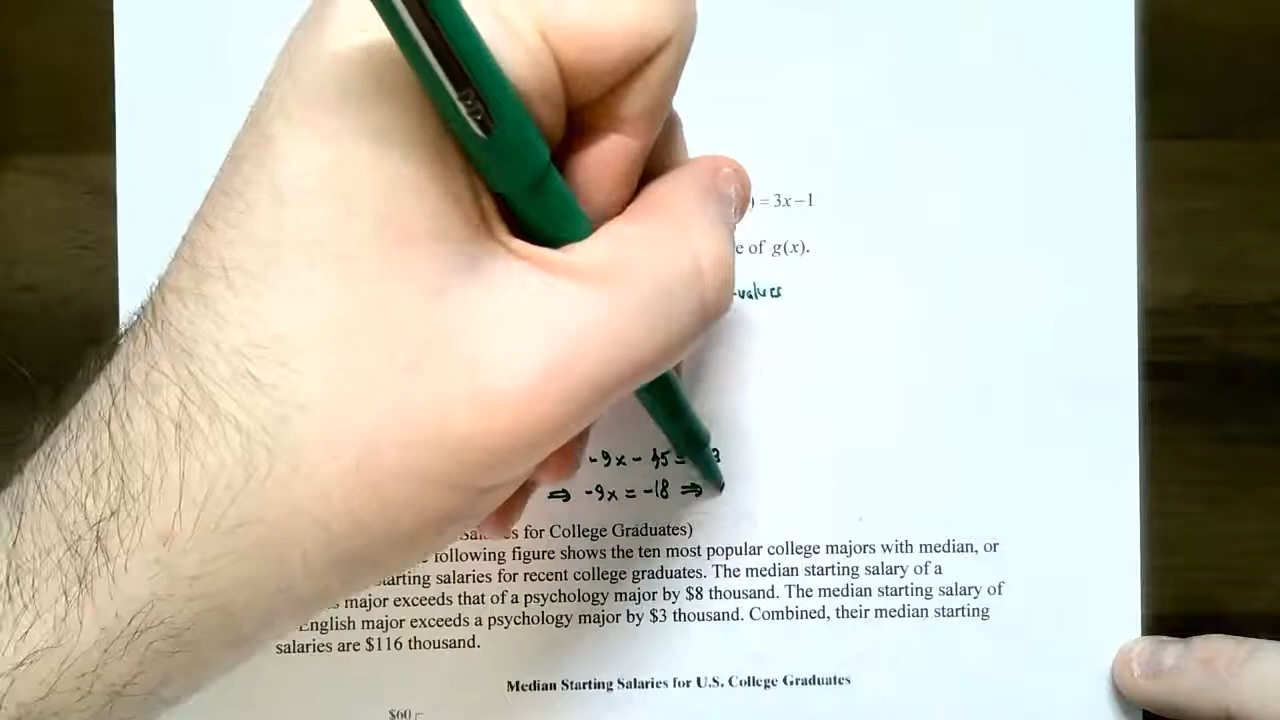 ) = 3x−1
e of g(x).
-values
-9x - 45 = 3
⇒ -9x = -18 ⇒
Sal s for College Graduates)
following figure shows the ten most popular college majors with median, or
tarting salaries for recent college graduates. The median starting salary of a
major exceeds that of a psychology major by $8 thousand. The median starting salary of
English major exceeds a psychology major by $3 thousand. Combined, their median starting
salaries are $116 thousand.
Median Starting Salaries for U.S. College Graduates
$60